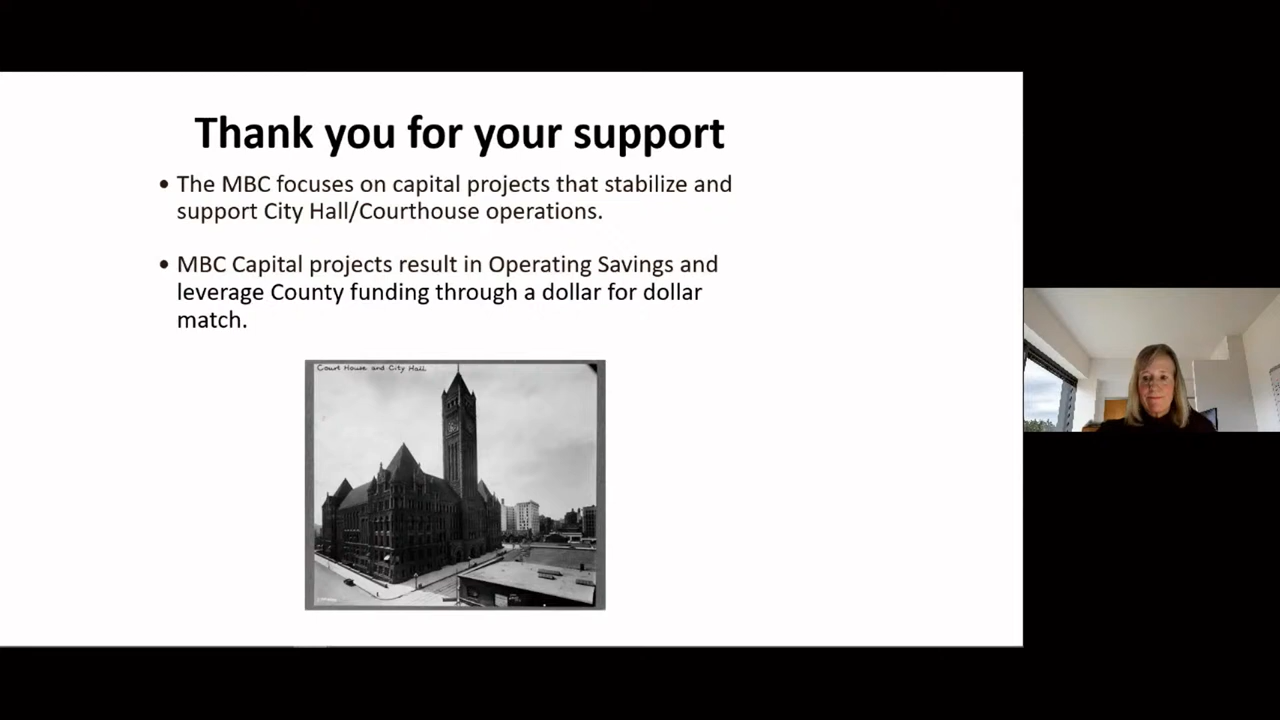 Thank you for your support
• The MBC focuses on capital projects that stabilize and
support City Hall/Courthouse operations.
• MBC Capital projects result in Operating Savings and
leverage County funding through a dollar for dollar
match.
Court House and City Hall